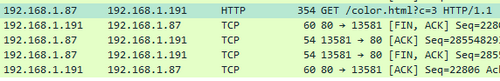 192.168.1.87 192.168.1.191 HTTP 354 GET /color.html?c=3 HTTP/1.1
192.168.1.191 192.168.1.87 TCP 60 80 → 13581 [FIN, ACK] Seq=228
192.168.1.87 192.168.1.191 TCP 54 13581 → 80 [ACK] Seq=28554829
192.168.1.87 192.168.1.191 TCP 54 13581 → 80 [FIN, ACK] Seq=285
192.168.1.191 192.168.1.87 TCP 60 80 → 13581 [ACK] Seq=22806 Ack